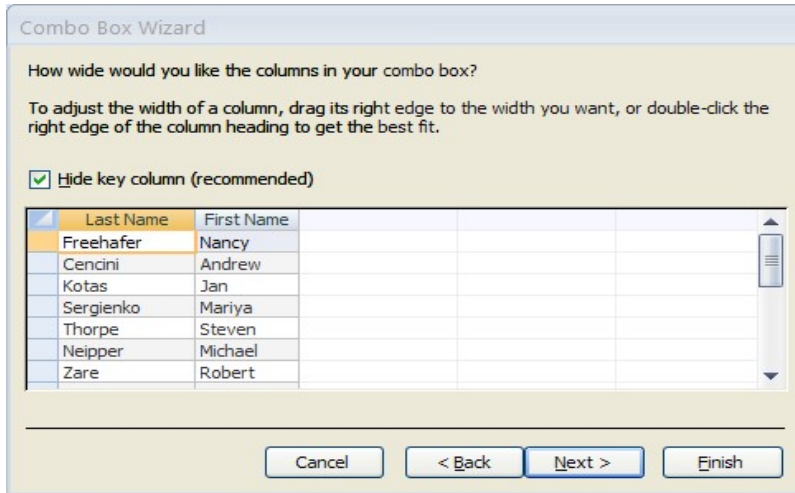 Combo Box Wizard
How wide would you like the columns in your combo box?
To adjust the width of a column, drag its right edge to the width you want, or double-click the
right edge of the column heading to get the best fit.
Hide key column (recommended)
Last Name First Name
Freehafer Nancy
Cencini Andrew
Kotas Jan
Sergienko Mariya
Thorpe Steven
Neipper Michael
Zare Robert
Cancel < Back Next > Finish